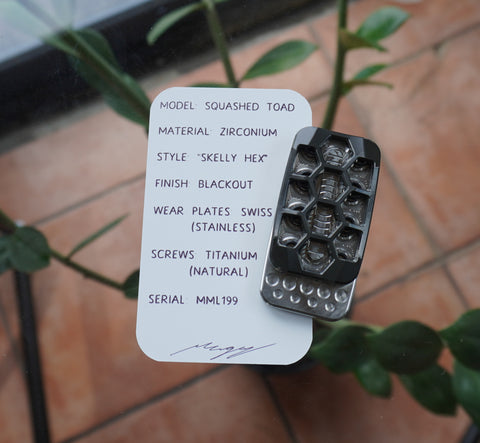 MODEL: SQUASHED TOAD
MATERIAL: ZIRCONIUM
STYLE: "SKELLY HEX"
FINISH: BLACKOUT
WEAR PLATES: SWISS
(STAINLESS)
SCREWS: TITANIUM
(NATURAL)
SERIAL: MML199